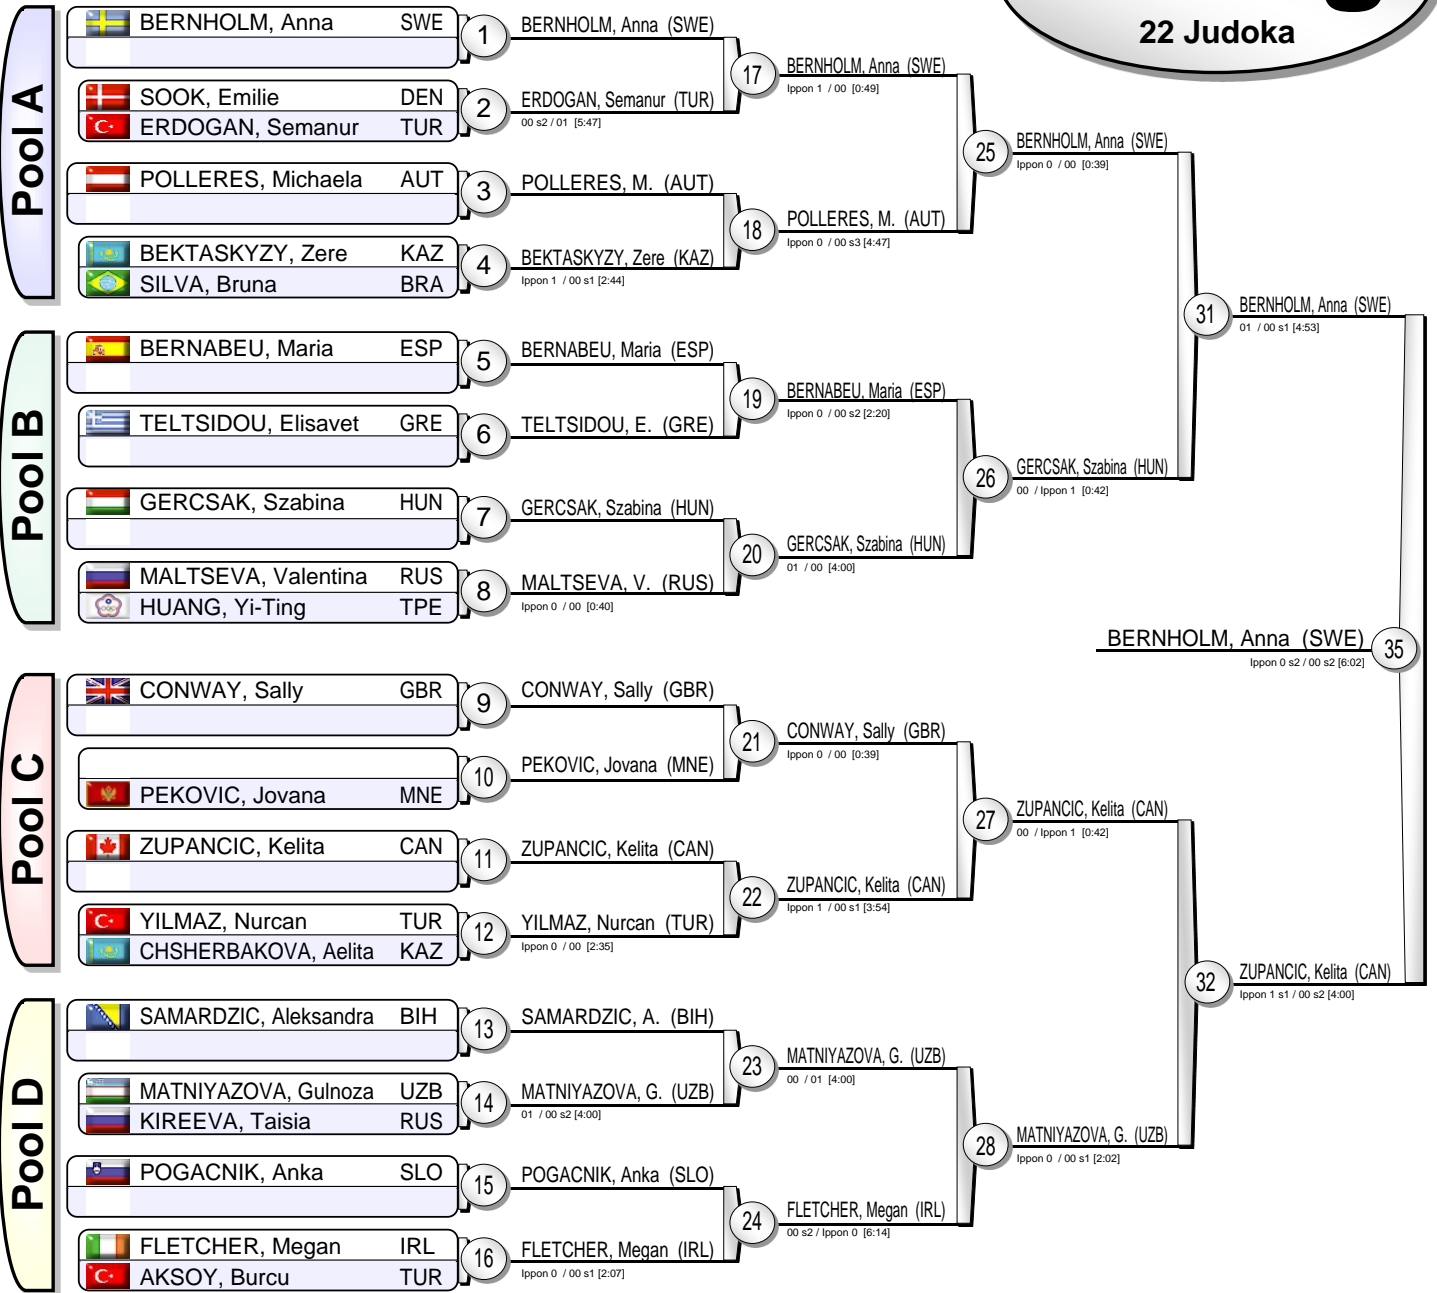 22 Judoka
Pool A
BERNHOLM, Anna SWE
1
SOOK, Emilie DEN
ERDOGAN, Semanur TUR
2
POLLERES, Michaela AUT
3
BEKTASKYZY, Zere KAZ
SILVA, Bruna BRA
4
Pool B
BERNABEU, Maria ESP
5
TELTSIDOU, Elisavet GRE
6
GERCSAK, Szabina HUN
7
MALTSEVA, Valentina RUS
HUANG, Yi-Ting TPE
8
Pool C
CONWAY, Sally GBR
9
PEKOVIC, Jovana MNE
10
ZUPANCIC, Kelita CAN
11
YILMAZ, Nurcan TUR
CHSHERBAKOVA, Aelita KAZ
12
Pool D
SAMARDZIC, Aleksandra BIH
13
MATNIYAZOVA, Gulnoza UZB
KIREEVA, Taisia RUS
14
POGACNIK, Anka SLO
15
FLETCHER, Megan IRL
AKSOY, Burcu TUR
16
BERNHOLM, Anna (SWE)
17
ERDOGAN, Semanur (TUR)
00 s2 / 01 [5:47]
POLLERES, M. (AUT)
18
BEKTASKYZY, Zere (KAZ)
Ippon 1 / 00 s1 [2:44]
BERNABEU, Maria (ESP)
19
TELTSIDOU, E. (GRE)
GERCSAK, Szabina (HUN)
20
MALTSEVA, V. (RUS)
Ippon 0 / 00 [0:40]
CONWAY, Sally (GBR)
21
PEKOVIC, Jovana (MNE)
ZUPANCIC, Kelita (CAN)
22
YILMAZ, Nurcan (TUR)
Ippon 0 / 00 [2:35]
SAMARDZIC, A. (BIH)
23
MATNIYAZOVA, G. (UZB)
01 / 00 s2 [4:00]
POGACNIK, Anka (SLO)
24
FLETCHER, Megan (IRL)
Ippon 0 / 00 s1 [2:07]
BERNHOLM, Anna (SWE)
Ippon 1 / 00 [0:49]
25
POLLERES, M. (AUT)
Ippon 0 / 00 s3 [4:47]
BERNABEU, Maria (ESP)
Ippon 0 / 00 s2 [2:20]
26
GERCSAK, Szabina (HUN)
01 / 00 [4:00]
CONWAY, Sally (GBR)
Ippon 0 / 00 [0:39]
27
ZUPANCIC, Kelita (CAN)
Ippon 1 / 00 s1 [3:54]
MATNIYAZOVA, G. (UZB)
00 / 01 [4:00]
28
FLETCHER, Megan (IRL)
00 s2 / Ippon 0 [6:14]
BERNHOLM, Anna (SWE)
Ippon 0 / 00 [0:39]
31
GERCSAK, Szabina (HUN)
00 / Ippon 1 [0:42]
ZUPANCIC, Kelita (CAN)
00 / Ippon 1 [0:42]
32
MATNIYAZOVA, G. (UZB)
Ippon 0 / 00 s1 [2:02]
BERNHOLM, Anna (SWE)
01 / 00 s1 [4:53]
ZUPANCIC, Kelita (CAN)
Ippon 1 s1 / 00 s2 [4:00]
BERNHOLM, Anna (SWE)
35
Ippon 0 s2 / 00 s2 [6:02]